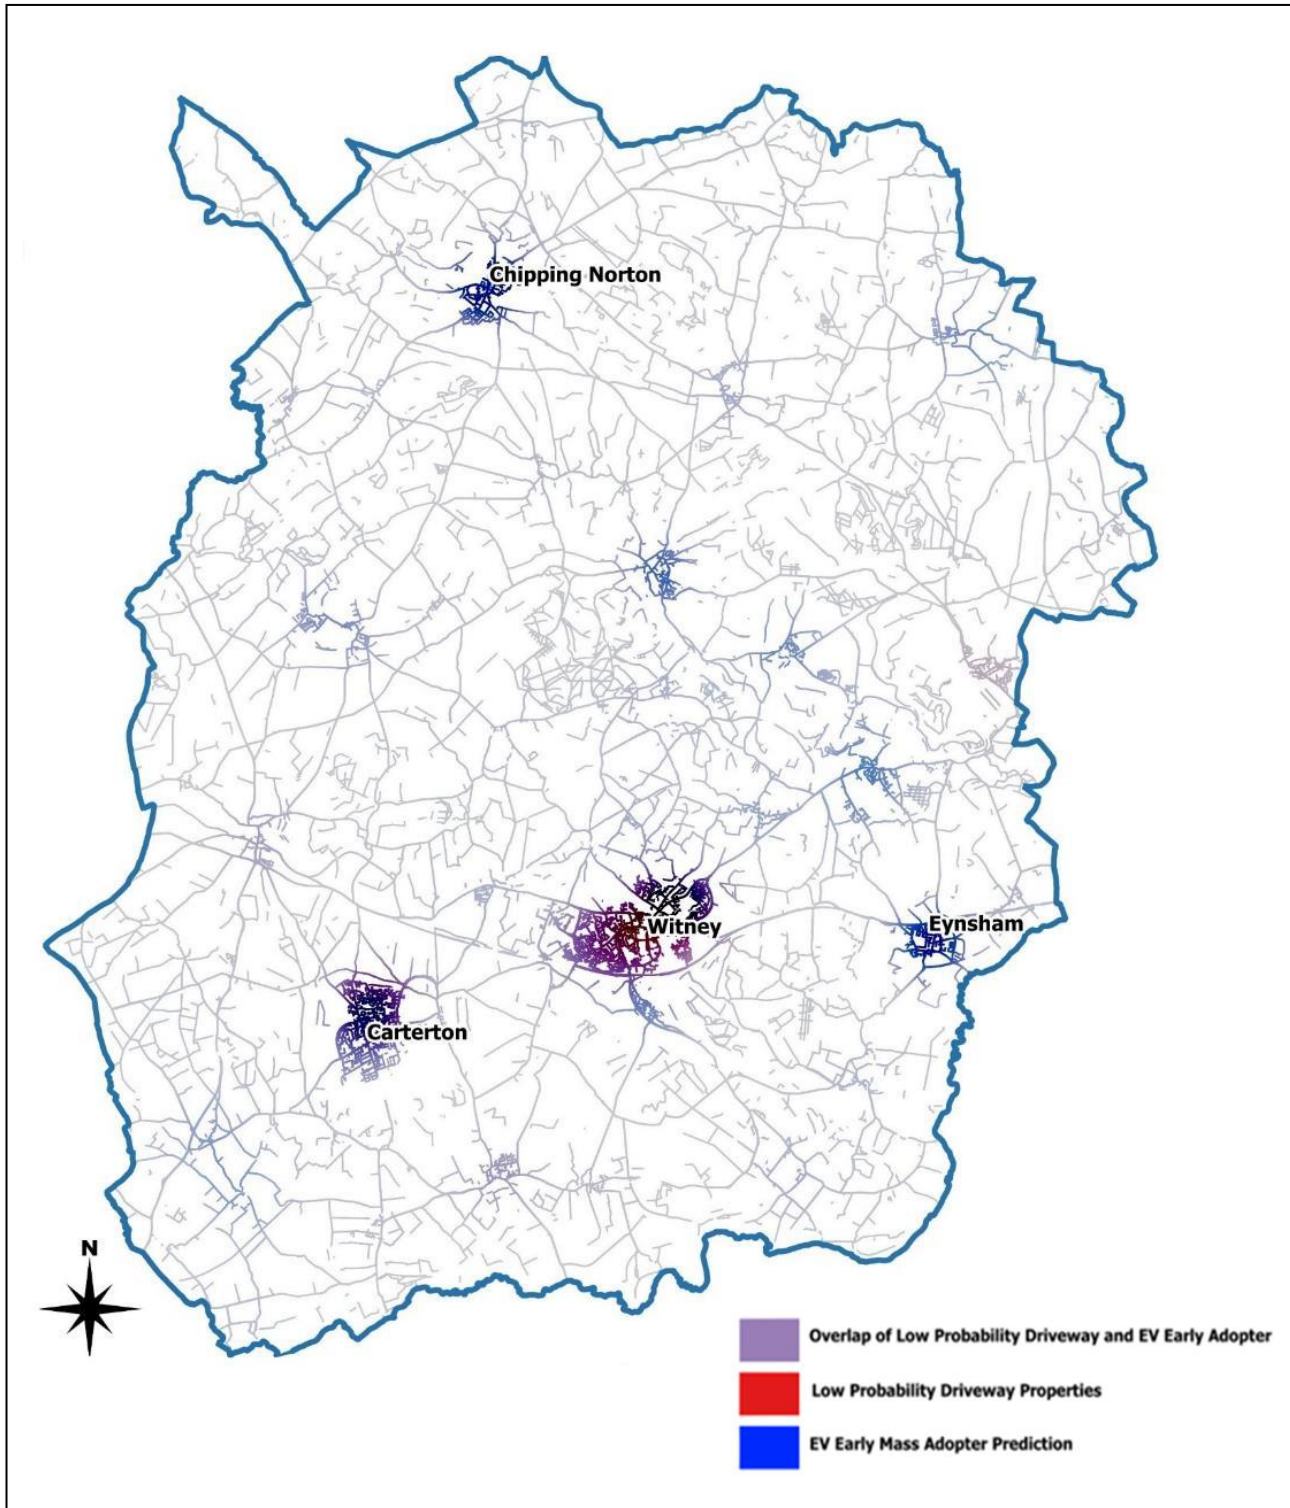 Chipping Norton
Witney
Eynsham
Carterton
N
Overlap of Low Probability Driveway and EV Early Adopter
Low Probability Driveway Properties
EV Early Mass Adopter Prediction